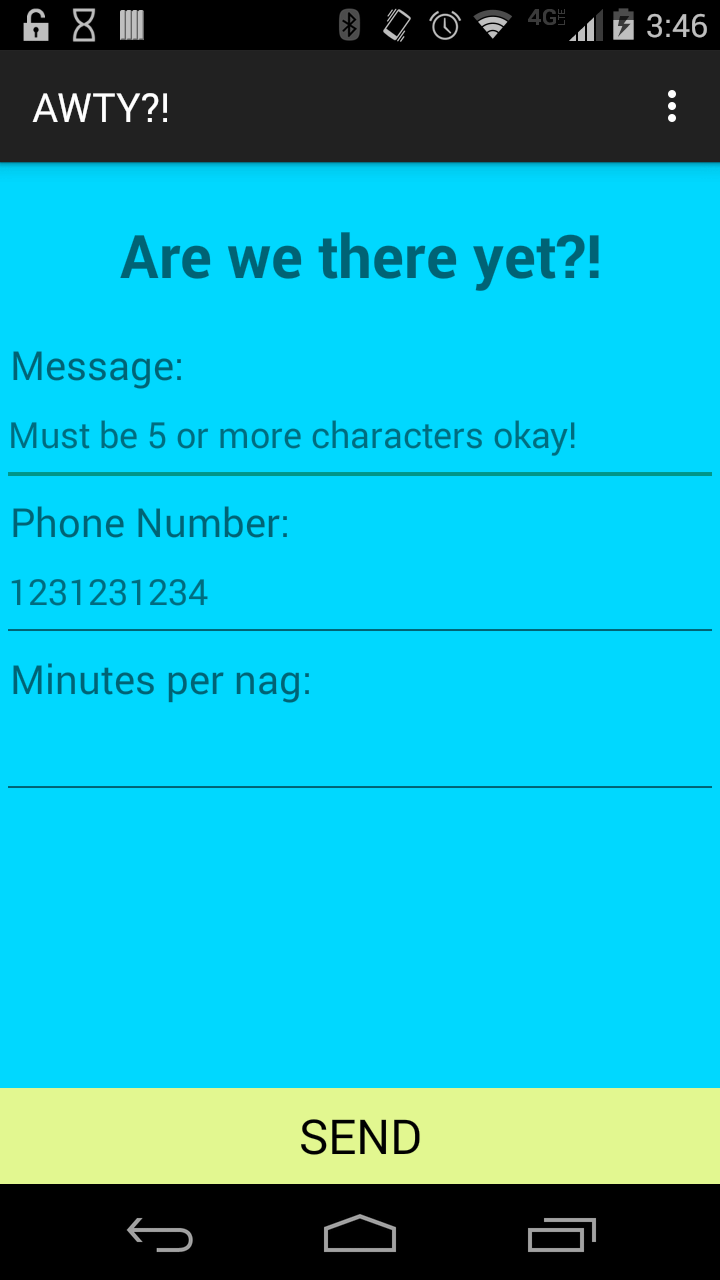 4G LTE 3:46
AWTY?!
Are we there yet?!
Message:
Must be 5 or more characters okay!
Phone Number:
1231231234
Minutes per nag:
SEND